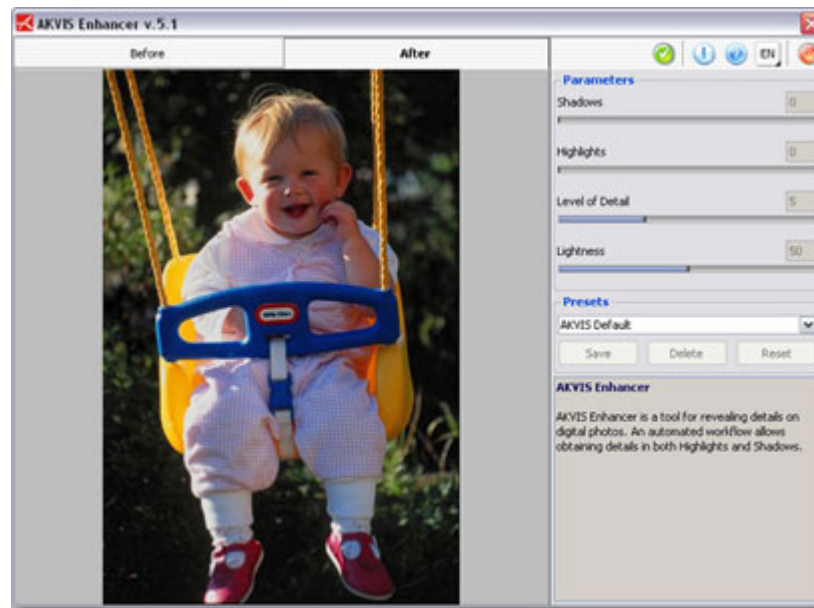 AKVIS Enhancer v.5.1
Before
After
EN
Parameters
Shadows
0
Highlights
0
Level of Detail
5
Lightness
50
Presets
AKVIS Default
Save
Delete
Reset
AKVIS Enhancer
AKVIS Enhancer is a tool for revealing details on
digital photos. An automated workflow allows
obtaining details in both Highlights and Shadows.